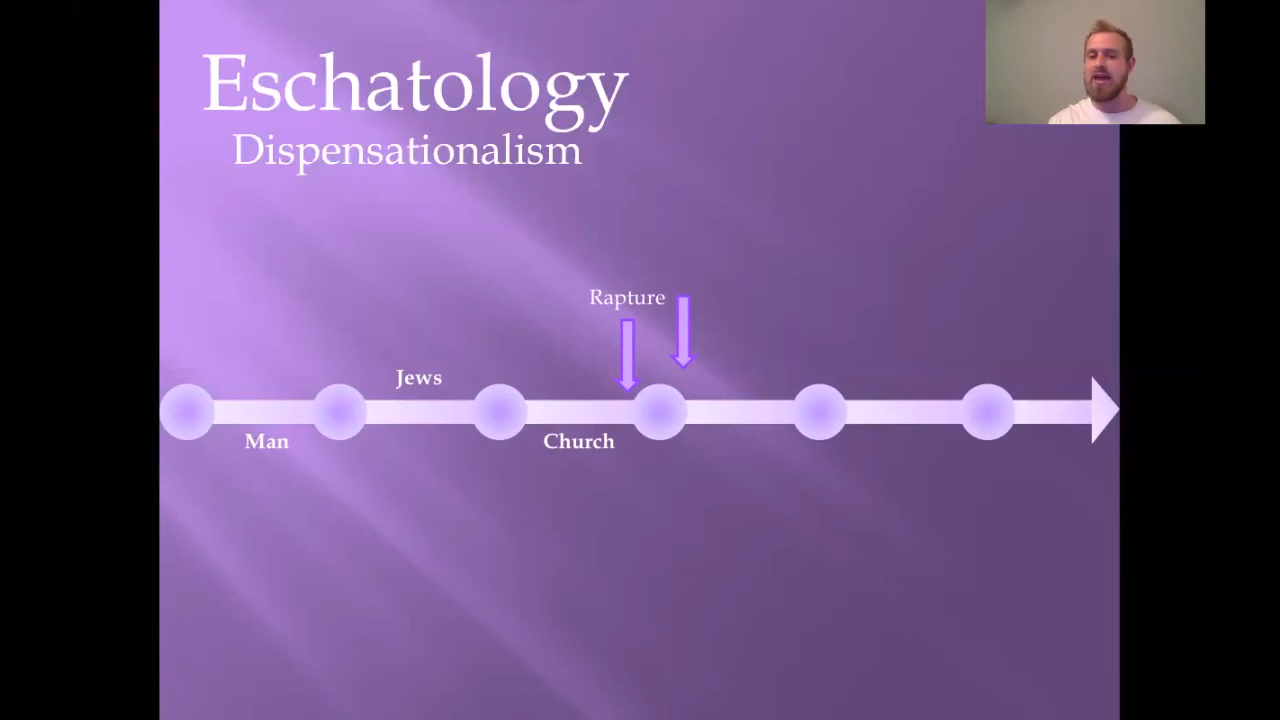 Eschatology
Dispensationalism
Rapture
Jews
Man
Church